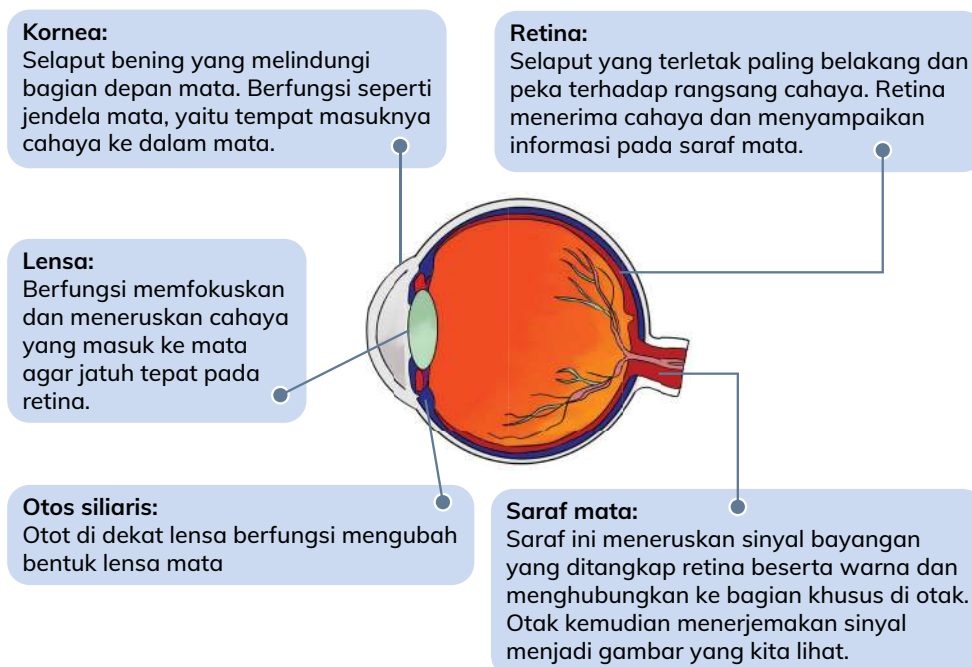 Kornea:
Selaput bening yang melindungi
bagian depan mata. Berfungsi seperti
jendela mata, yaitu tempat masuknya
cahaya ke dalam mata.
Retina:
Selaput yang terletak paling belakang dan
peka terhadap rangsang cahaya. Retina
menerima cahaya dan menyampaikan
informasi pada saraf mata.
Lensa:
Berfungsi memfokuskan
dan meneruskan cahaya
yang masuk ke mata
agar jatuh tepat pada
retina.
Otos siliaris:
Otot di dekat lensa berfungsi mengubah
bentuk lensa mata
Saraf mata:
Saraf ini meneruskan sinyal bayangan
yang ditangkap retina beserta warna dan
menghubungkan ke bagian khusus di otak.
Otak kemudian menerjemakan sinyal
menjadi gambar yang kita lihat.